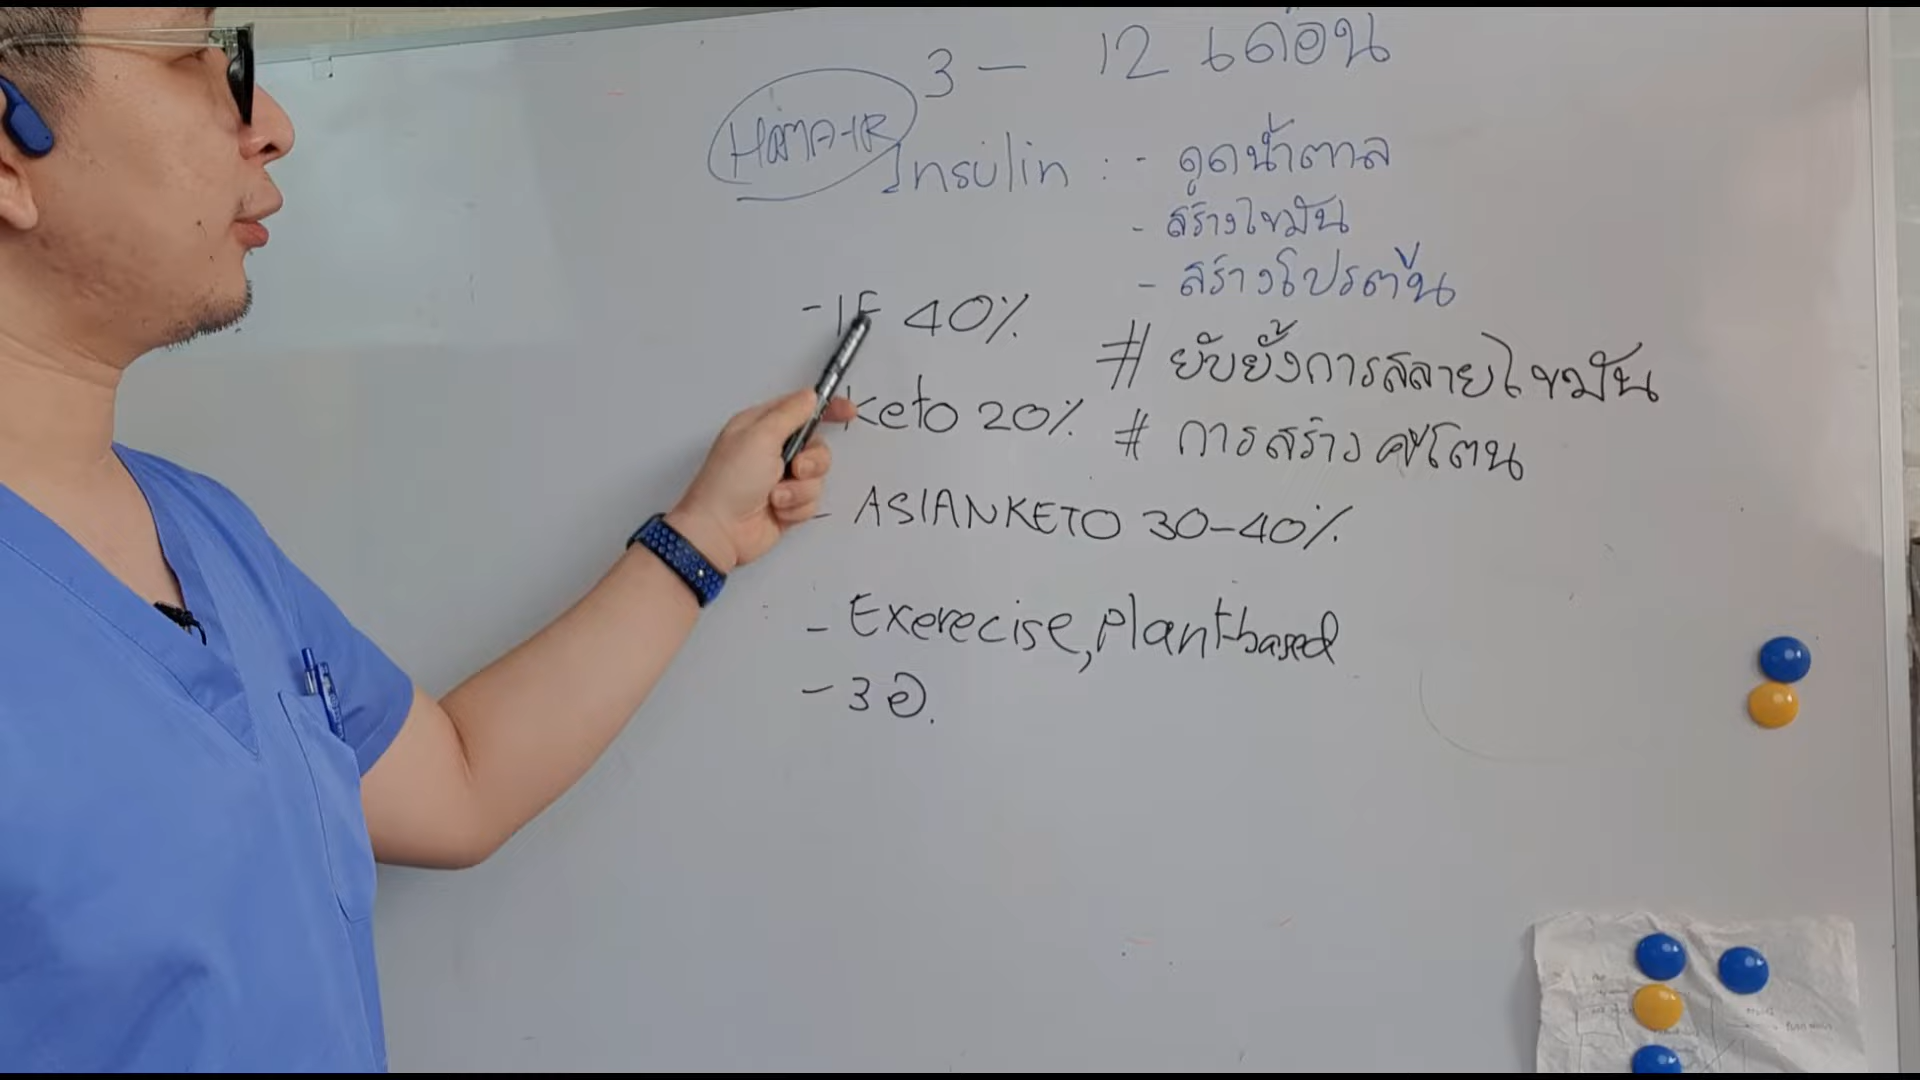 3 - 12 เดือน
HOMA-IR
Insulin : - ดูดน้ำตาล
- สร้างไขมัน
- สร้างโปรตีน
- IF 40%
# ยับยั้งการสลายไขมัน
Keto 20%
# การสร้าง คีโตน
- ASIANKETO 30-40%
- Exerecise, Plant-based
- 3 อ.